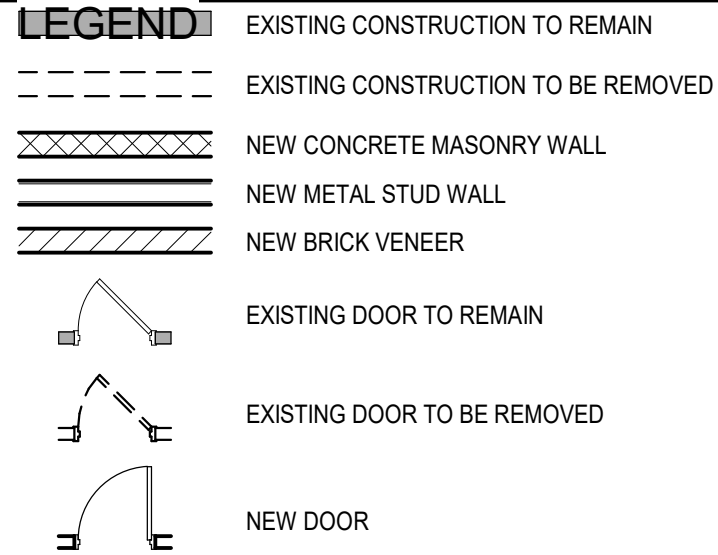 LEGEND
EXISTING CONSTRUCTION TO REMAIN
EXISTING CONSTRUCTION TO BE REMOVED
NEW CONCRETE MASONRY WALL
NEW METAL STUD WALL
NEW BRICK VENEER
EXISTING DOOR TO REMAIN
EXISTING DOOR TO BE REMOVED
NEW DOOR